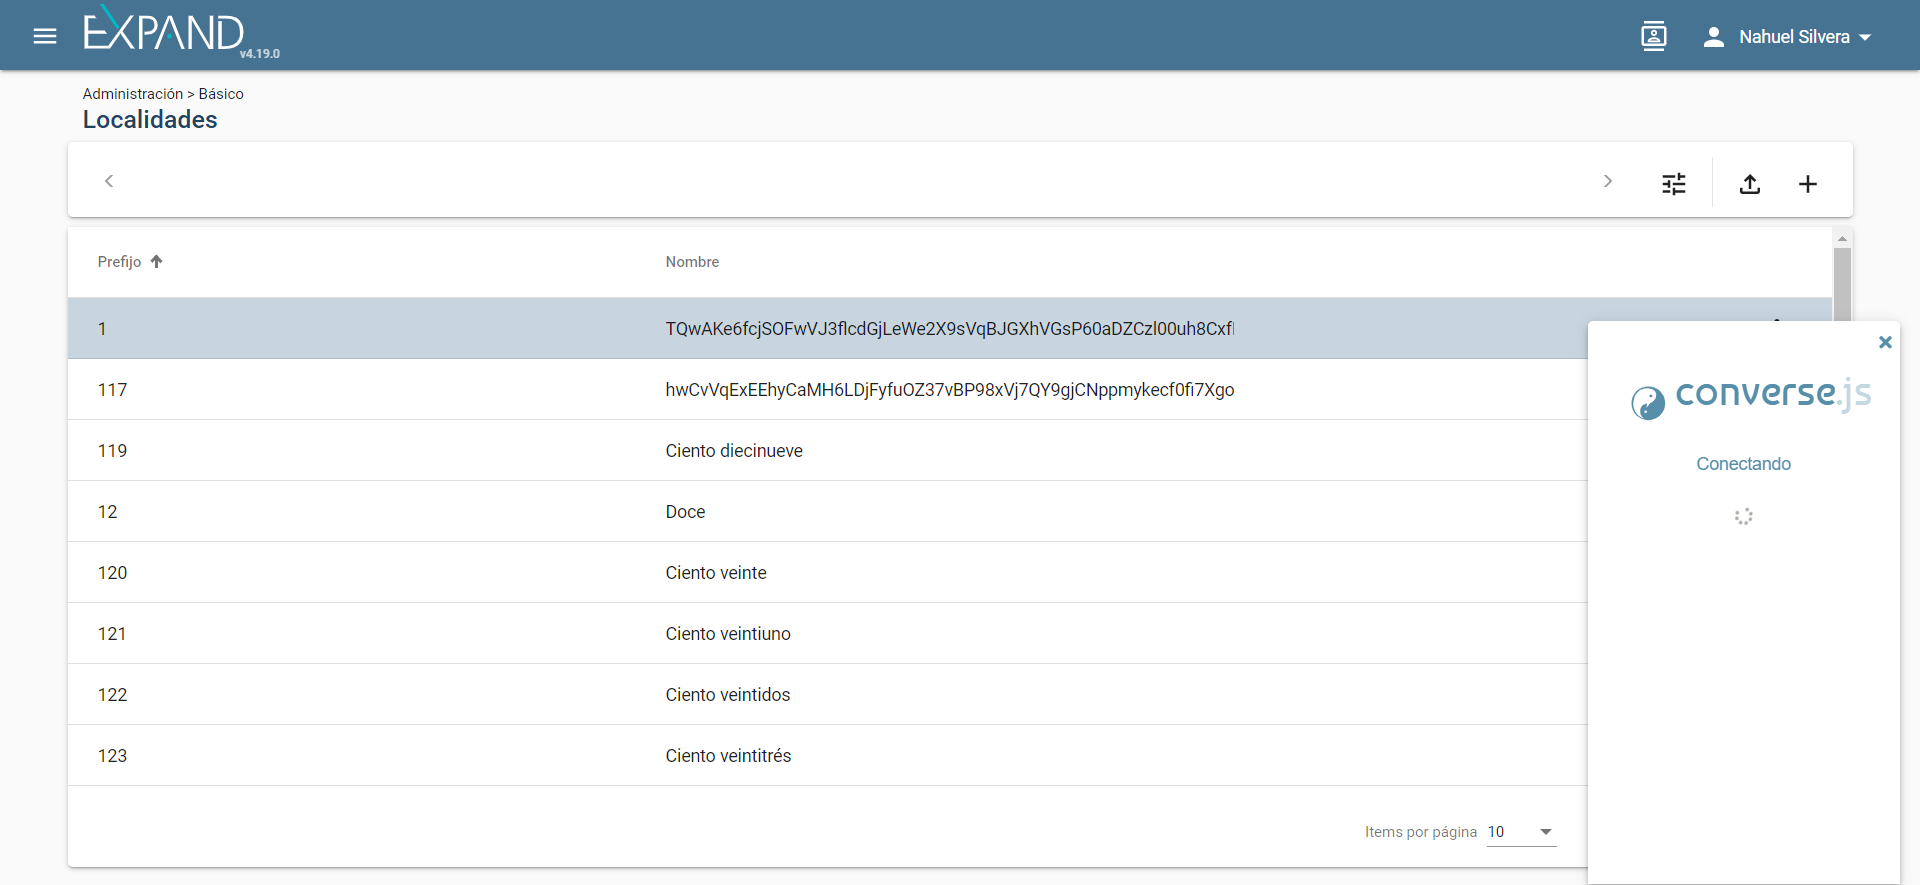 EXPAND
v4.19.0
Nahuel Silvera
Administración > Básico
Localidades
Prefijo Nombre
1 TQwAKe6fcjSOFwVJ3flcdGjLeWe2X9sVqBJGXhVGsP60aDZCzl00uh8Cxfl
117 hwCvVqExEEhyCaMH6LDjFyfuOZ37vBP98xVj7QY9gjCNppmykecf0fi7Xgo
119 Ciento diecinueve
12 Doce
120 Ciento veinte
121 Ciento veintiuno
122 Ciento veintidos
123 Ciento veintitrés
Items por página 10
converse.js
Conectando